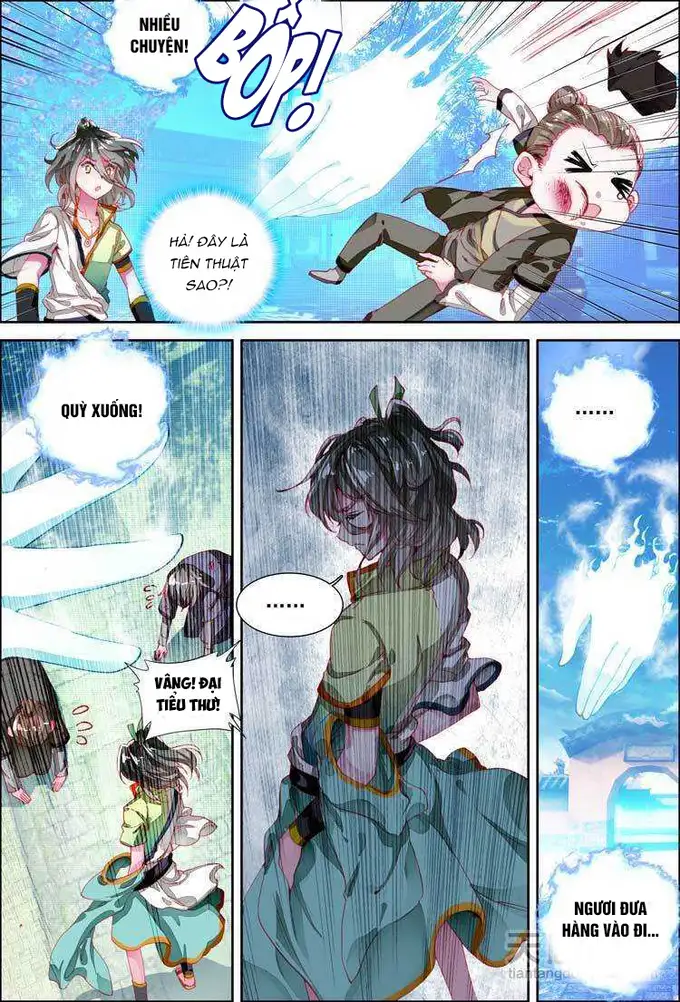 NHIỀU
CHUYỆN!
BỐP!
HẢ! ĐÂY LÀ
TIÊN THUẬT
SAO?!
QUỲ XUỐNG!
VÂNG! ĐẠI
TIỂU THƯ!
......
......
NGƯƠI ĐƯA
HÀNG VÀO ĐI...